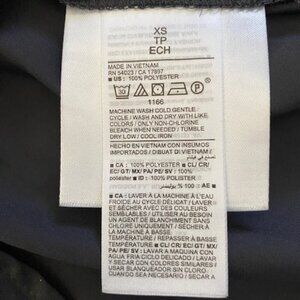 XS
TP
ECH
MADE IN VIETNAM
RN 54023 / CA 17897
■ US : 100% POLYESTER
1166
MACHINE WASH COLD,GENTLE
CYCLE / WASH AND DRY WITH LIKE
COLORS / ONLY NON-CHLORINE
BLEACH WHEN NEEDED / TUMBLE
DRY LOW / COOL IRON
HECHO EN VIETNAM CON INSUMOS
IMPORTADOS / DIBUAT DI VIETNAM /
صنع في فيتنام
■ CA : 100% POLYESTER ■ CL/ CR/
EC/ GT/ MX/ PA/ PE/ SV : 100%
poliéster ■ ID : 100% POLYESTER
■ AE : 100 % بوليستر
■ CA : LAVER À LA MACHINE À L'EAU
FROIDE AU CYCLE DÉLICAT / LAVER
ET SÉCHER AVEC DES COULEURS
SEMBLABLES / UTILISER AU BESOIN
UN AGENT DE BLANCHIMENT SANS
CHLORE UNIQUEMENT / SÉCHER À
TEMPÉRATURE
TEMPÉRATURE ■ CL/ CR/ EC/ GT/ MX/
PA/ PE/ SV : LAVAR A MÁQUINA CON
AGUA FRÍA CICLO DELICADO / LAVAR
Y SECAR CON COLORES SIMILARES /
USAR BLANQUEADOR SIN CLORO